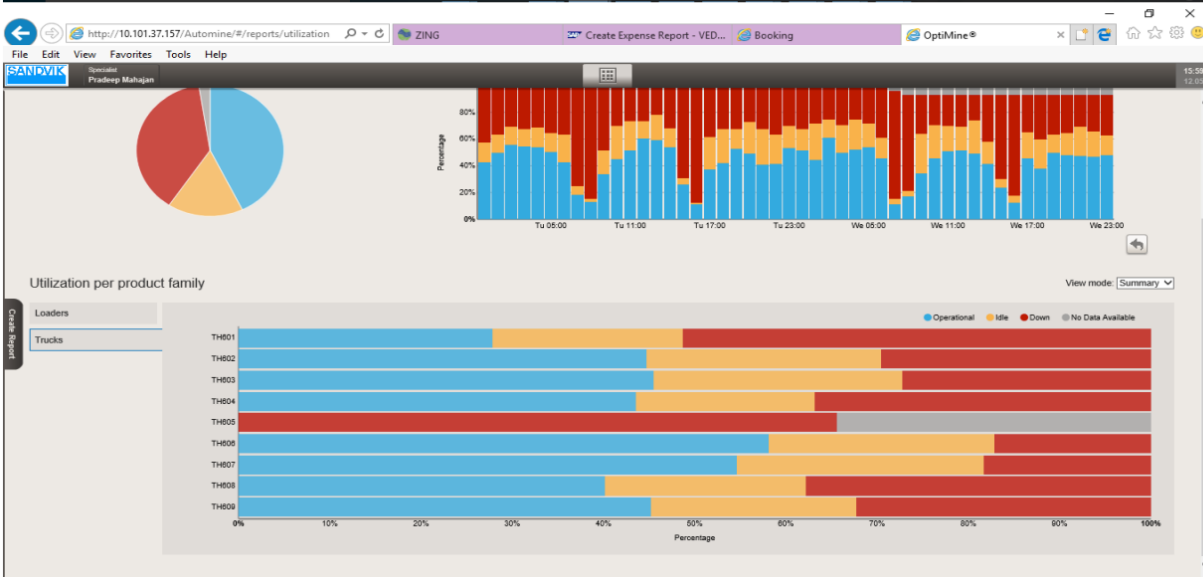 http://10.101.37.157/Automine/#/reports/utilization
ZING
Create Expense Report - VED...
Booking
OptiMine®
File Edit View Favorites Tools Help
SANDVIK
Specialist
Pradeep Mahajan
15:59
12.05
80%
60%
40%
20%
0%
Percentage
Tu 05:00 Tu 11:00 Tu 17:00 Tu 23:00 We 05:00 We 11:00 We 17:00 We 23:00
Utilization per product family
View mode: Summary
Create Report
Loaders
Trucks
Operational Idle Down No Data Available
TH601
TH602
TH603
TH604
TH605
TH606
TH607
TH608
TH609
0% 10% 20% 30% 40% 50% 60% 70% 80% 90% 100%
Percentage